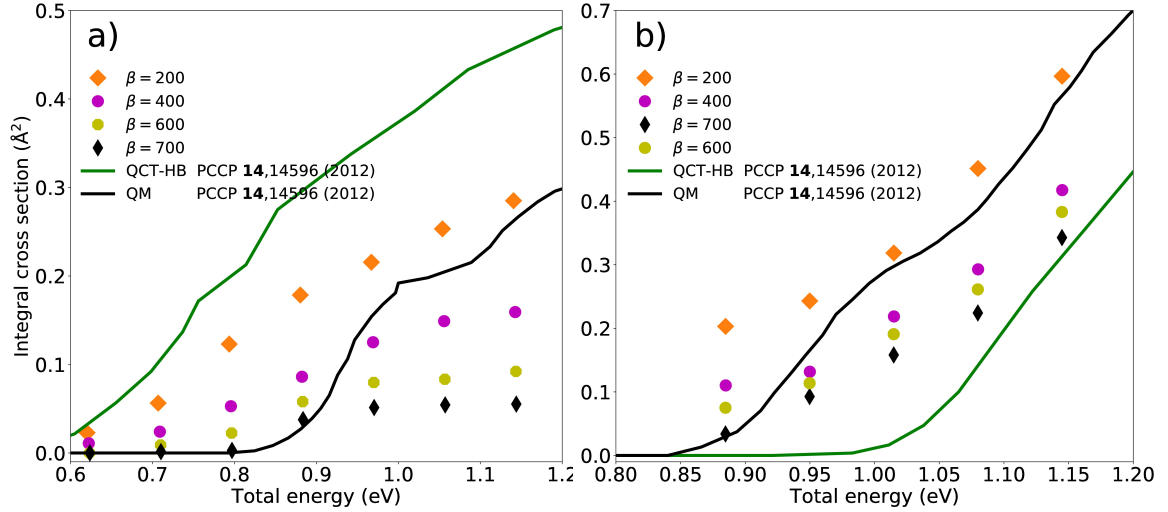 a)
0.5
0.4
0.3
0.2
0.1
0.0
Integral cross section (Å²)
β = 200
β = 400
β = 600
β = 700
QCT-HB PCCP 14,14596 (2012)
QM PCCP 14,14596 (2012)
0.6 0.7 0.8 0.9 1.0 1.1 1.2
Total energy (eV)
b)
0.7
0.6
0.5
0.4
0.3
0.2
0.1
0.0
β = 200
β = 400
β = 700
β = 600
QCT-HB PCCP 14,14596 (2012)
QM PCCP 14,14596 (2012)
0.80 0.85 0.90 0.95 1.00 1.05 1.10 1.15 1.20
Total energy (eV)